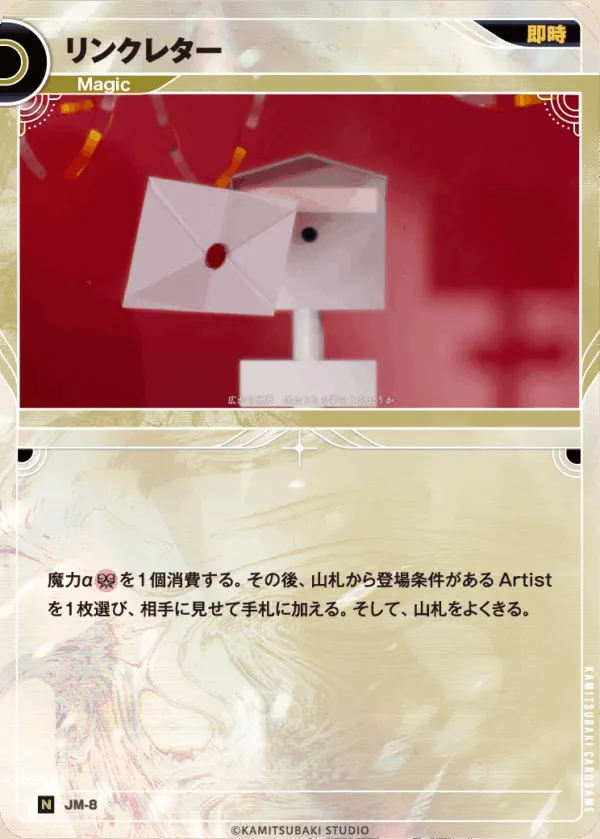 リンクレター
即時
Magic
魔力αを1個消費する。その後、山札から登場条件があるArtist
を1枚選び、相手に見せて手札に加える。そして、山札をよくきる。
KAMITSUBAKI CARDGAME
N JM-8
©KAMITSUBAKI STUDIO